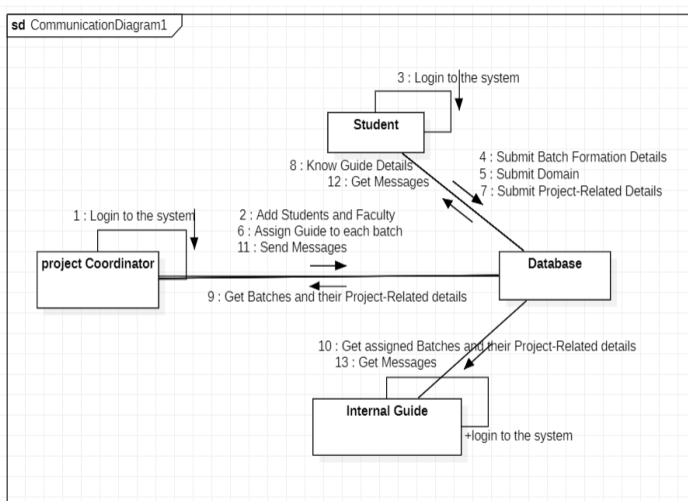 sd CommunicationDiagram1
3 : Login to the system
Student
8 : Know Guide Details
12 : Get Messages
4 : Submit Batch Formation Details
5 : Submit Domain
7 : Submit Project-Related Details
1 : Login to the system
2 : Add Students and Faculty
6 : Assign Guide to each batch
11 : Send Messages
project Coordinator
Database
9 : Get Batches and their Project-Related details
10 : Get assigned Batches and their Project-Related details
13 : Get Messages
Internal Guide
+login to the system